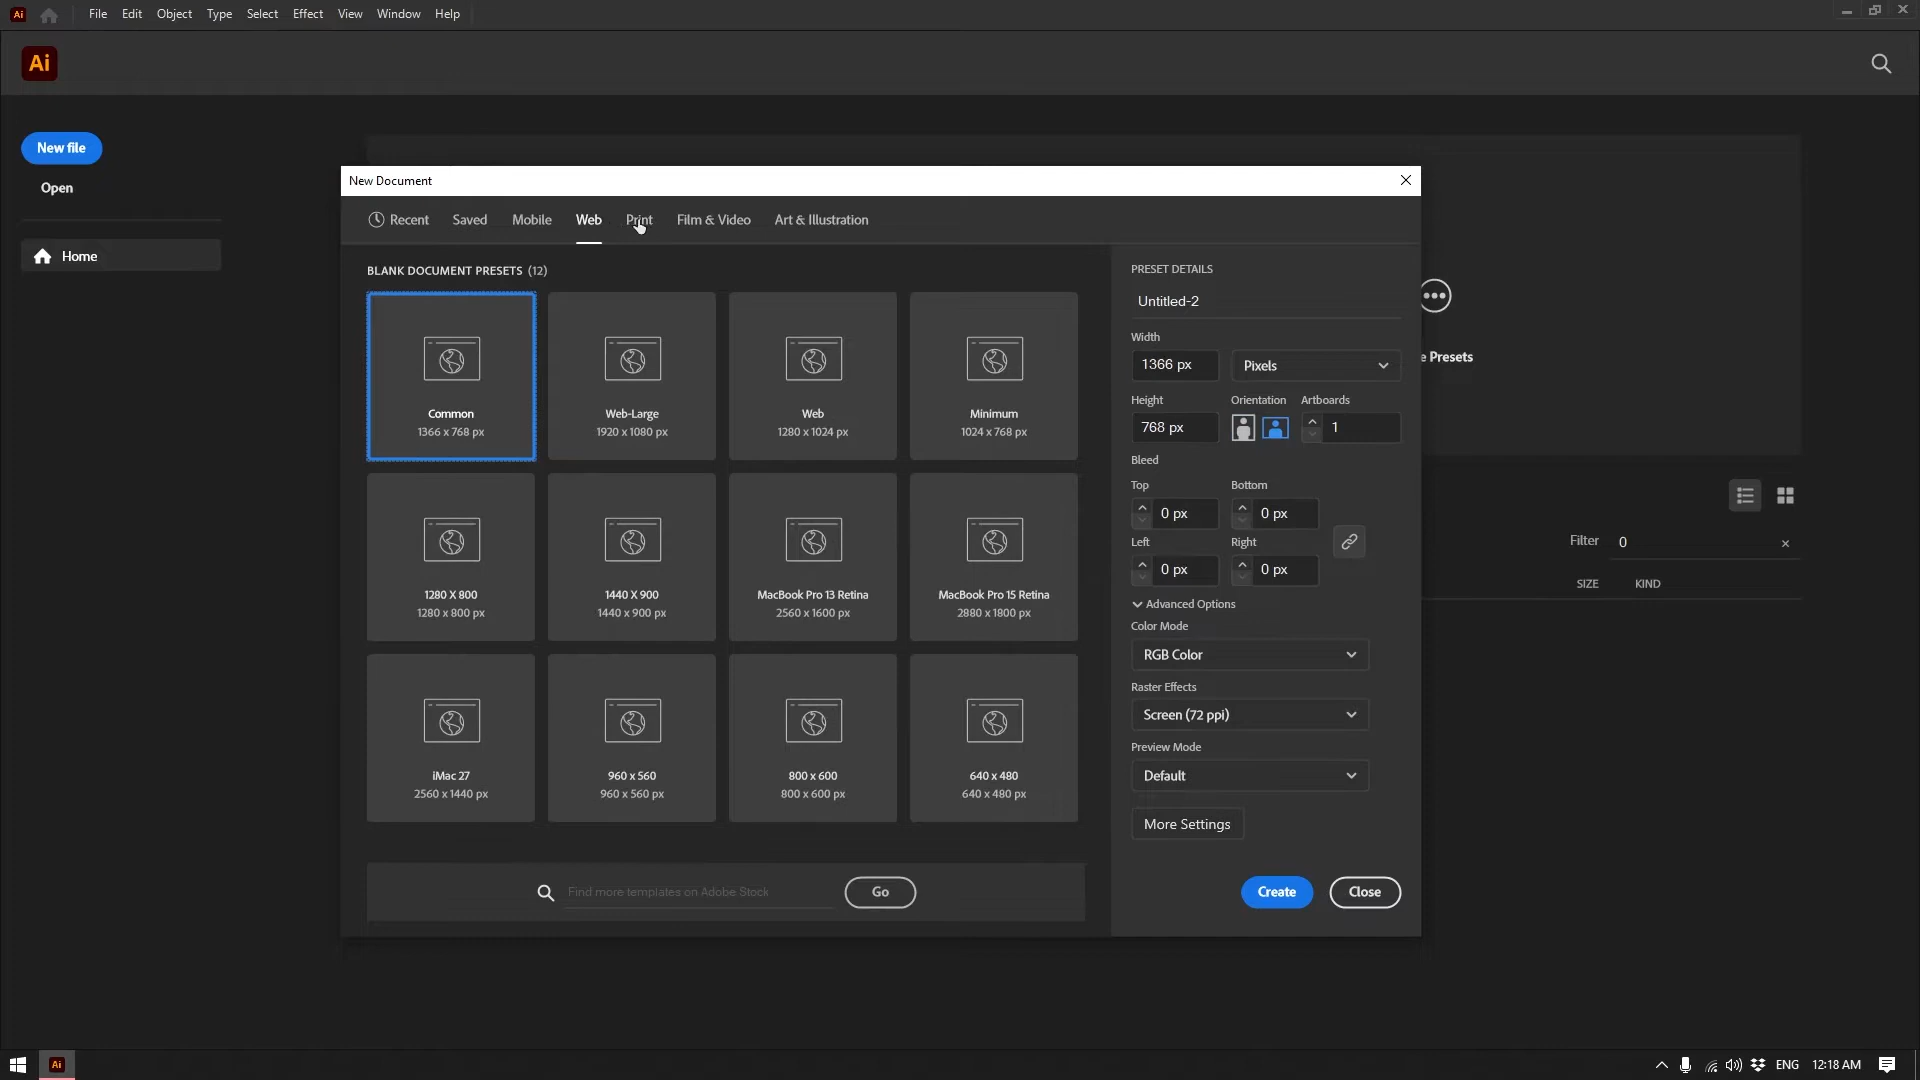 Ai File Edit Object Type Select Effect View Window Help
Ai
New file
Open
Home
New Document
Recent Saved Mobile Web Print Film & Video Art & Illustration
BLANK DOCUMENT PRESETS (12)
Common
1366 x 768 px
Web-Large
1920 x 1080 px
Web
1280 x 1024 px
Minimum
1024 x 768 px
1280 X 800
1280 x 800 px
1440 X 900
1440 x 900 px
MacBook Pro 13 Retina
2560 x 1600 px
MacBook Pro 15 Retina
2880 x 1800 px
iMac 27
2560 x 1440 px
960 x 560
960 x 560 px
800 x 600
800 x 600 px
640 x 480
640 x 480 px
Find more templates on Adobe Stock
Go
PRESET DETAILS
Untitled-2
Width
1366 px Pixels
Height Orientation Artboards
768 px 1
Bleed
Top Bottom
0 px 0 px
Left Right
0 px 0 px
Advanced Options
Color Mode
RGB Color
Raster Effects
Screen (72 ppi)
Preview Mode
Default
More Settings
Create Close
e Presets
Filter 0
SIZE KIND
Ai ENG 12:18 AM